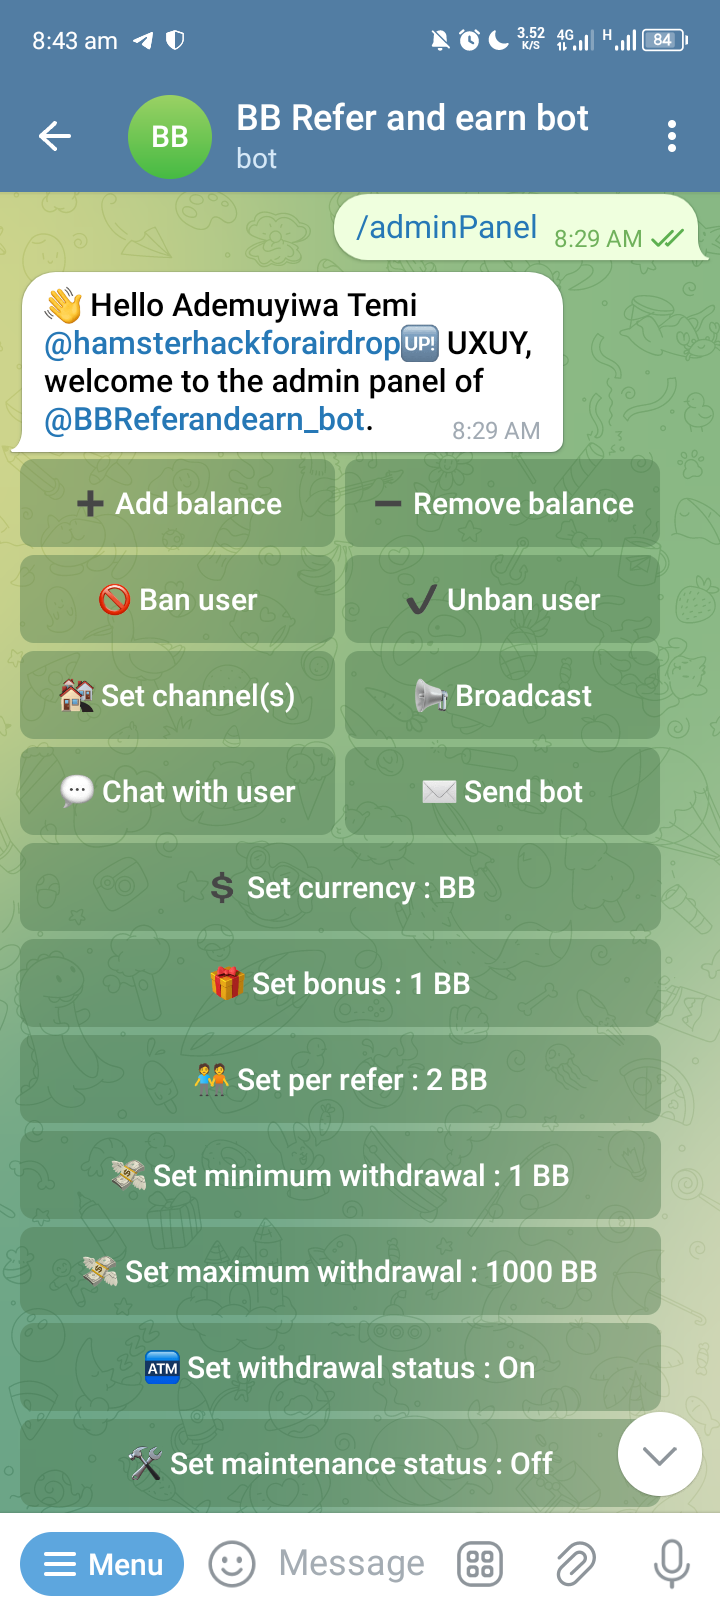 8:43 am 3.52 K/S 4G H 84
BB
BB Refer and earn bot
bot
/adminPanel 8:29 AM
👋 Hello Ademuyiwa Temi
@hamsterhackforairdrop🆙 UXUY,
welcome to the admin panel of
@BBReferandearn_bot. 8:29 AM
➕ Add balance
➖ Remove balance
🚫 Ban user
✔️ Unban user
🏘 Set channel(s)
📢 Broadcast
💬 Chat with user
✉️ Send bot
💲 Set currency : BB
🎁 Set bonus : 1 BB
🧑‍🤝‍🧑 Set per refer : 2 BB
💸 Set minimum withdrawal : 1 BB
💸 Set maximum withdrawal : 1000 BB
🏧 Set withdrawal status : On
🛠 Set maintenance status : Off
Menu
Message